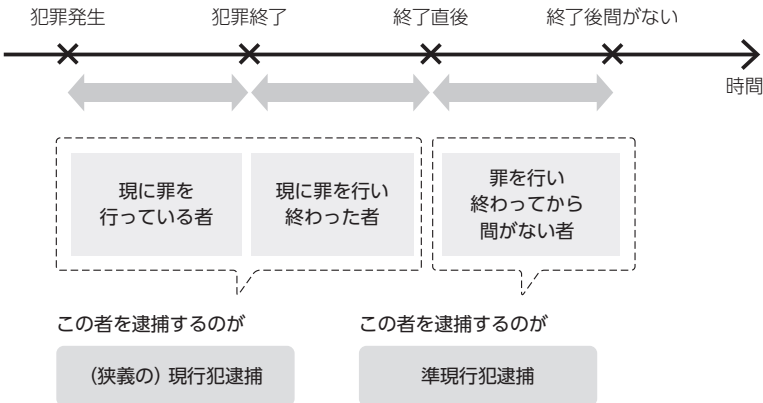 犯罪発生
犯罪終了
終了直後
終了後間がない
時間
現に罪を
行っている者
現に罪を行い
終わった者
罪を行い
終わってから
間がない者
この者を逮捕するのが
(狭義の)現行犯逮捕
この者を逮捕するのが
準現行犯逮捕